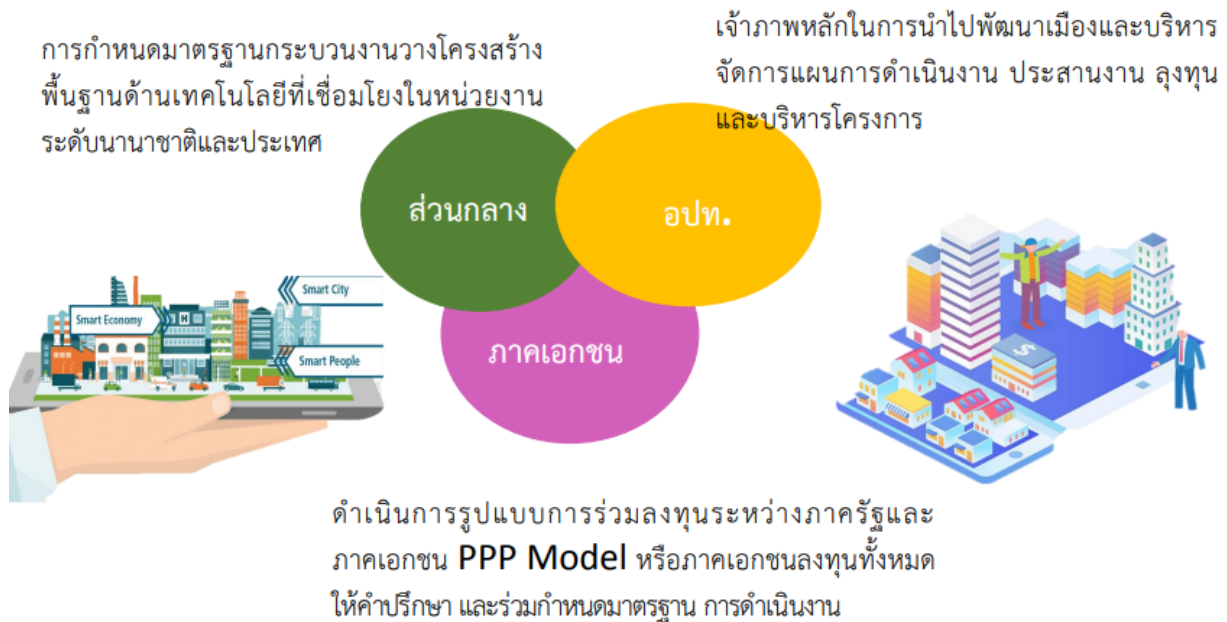 การกำหนดมาตรฐานกระบวนงานวางโครงสร้าง
พื้นฐานด้านเทคโนโลยีที่เชื่อมโยงในหน่วยงาน
ระดับนานาชาติและประเทศ
เจ้าภาพหลักในการนำไปพัฒนาเมืองและบริหาร
จัดการแผนการดำเนินงาน ประสานงาน ลุงทุน
และบริหารโครงการ
ส่วนกลาง
อปท.
ภาคเอกชน
Smart City
Smart Economy
H
Smart People
$
ดำเนินการรูปแบบการร่วมลงทุนระหว่างภาครัฐและ
ภาคเอกชน PPP Model หรือภาคเอกชนลงทุนทั้งหมด
ให้คำปรึกษา และร่วมกำหนดมาตรฐาน การดำเนินงาน